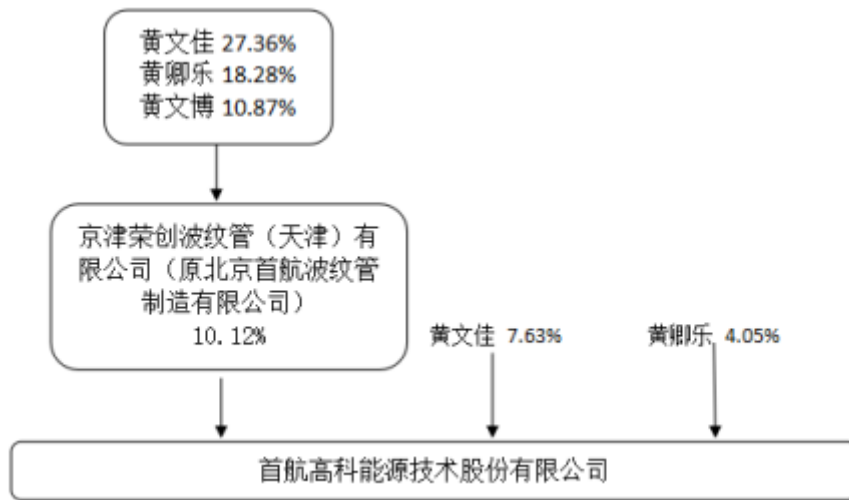 黄文佳 27.36%
黄卿乐 18.28%
黄文博 10.87%
京津荣创波纹管（天津）有
限公司（原北京首航波纹管
制造有限公司）
10.12%
黄文佳 7.63%
黄卿乐 4.05%
首航高科能源技术股份有限公司